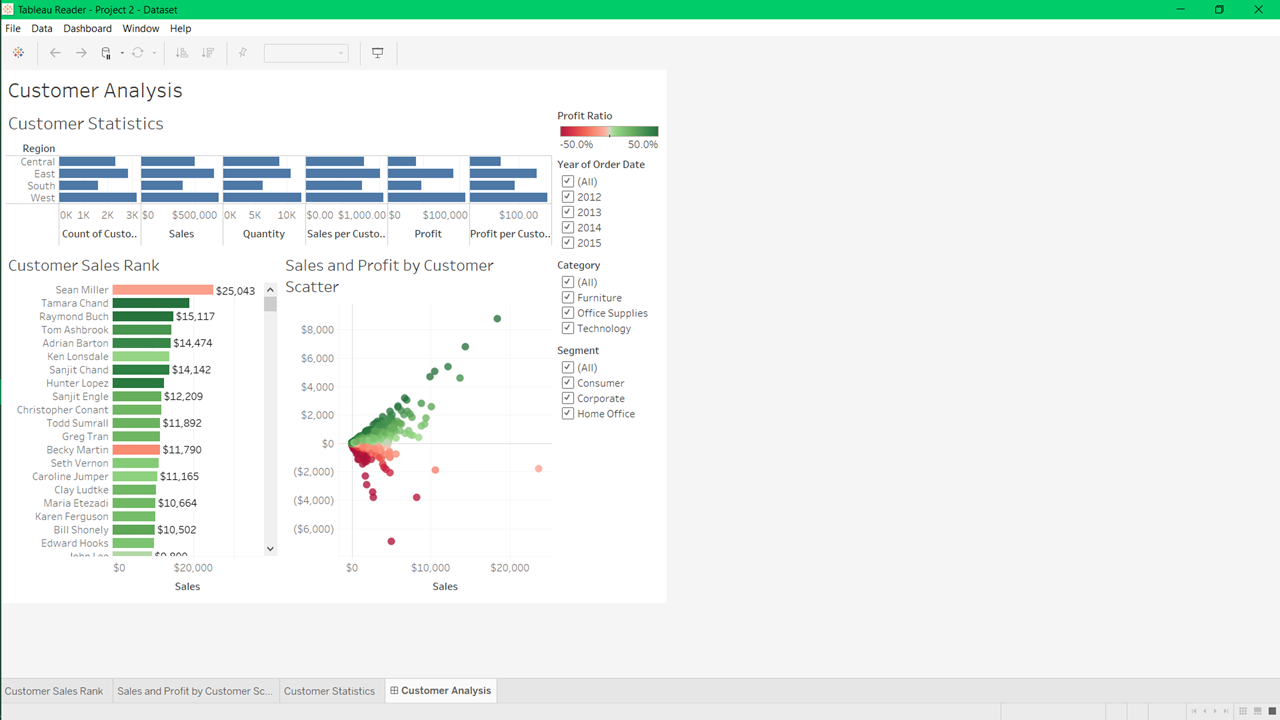 Tableau Reader - Project 2 - Dataset
File Data Dashboard Window Help
Customer Analysis
Customer Statistics
Region
Central
East
South
West
0K 1K 2K 3K $0 $500,000 0K 5K 10K $0.00 $1,000.00 $0 $100,000 $100.00
Count of Custo.. Sales Quantity Sales per Custo.. Profit Profit per Custo..
Profit Ratio
-50.0% 50.0%
Year of Order Date
(All)
2012
2013
2014
2015
Category
(All)
Furniture
Office Supplies
Technology
Segment
(All)
Consumer
Corporate
Home Office
Customer Sales Rank
Sean Miller $25,043
Tamara Chand
Raymond Buch $15,117
Tom Ashbrook
Adrian Barton $14,474
Ken Lonsdale
Sanjit Chand $14,142
Hunter Lopez
Sanjit Engle $12,209
Christopher Conant
Todd Sumrall $11,892
Greg Tran
Becky Martin $11,790
Seth Vernon
Caroline Jumper $11,165
Clay Ludtke
Maria Etezadi $10,664
Karen Ferguson
Bill Shonely $10,502
Edward Hooks
John Lee $9,800
$0 $20,000
Sales
Sales and Profit by Customer
Scatter
$8,000
$6,000
$4,000
$2,000
$0
($2,000)
($4,000)
($6,000)
$0 $10,000 $20,000
Sales
Customer Sales Rank Sales and Profit by Customer Sc... Customer Statistics Customer Analysis